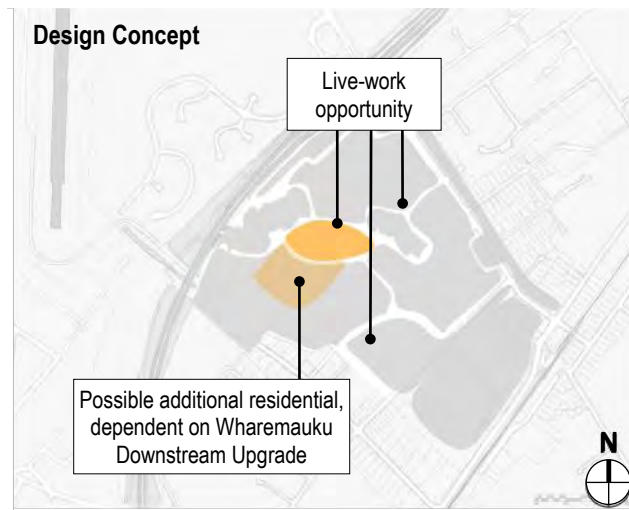 Design Concept
Live-work
opportunity
Possible additional residential,
dependent on Wharemauku
Downstream Upgrade
N